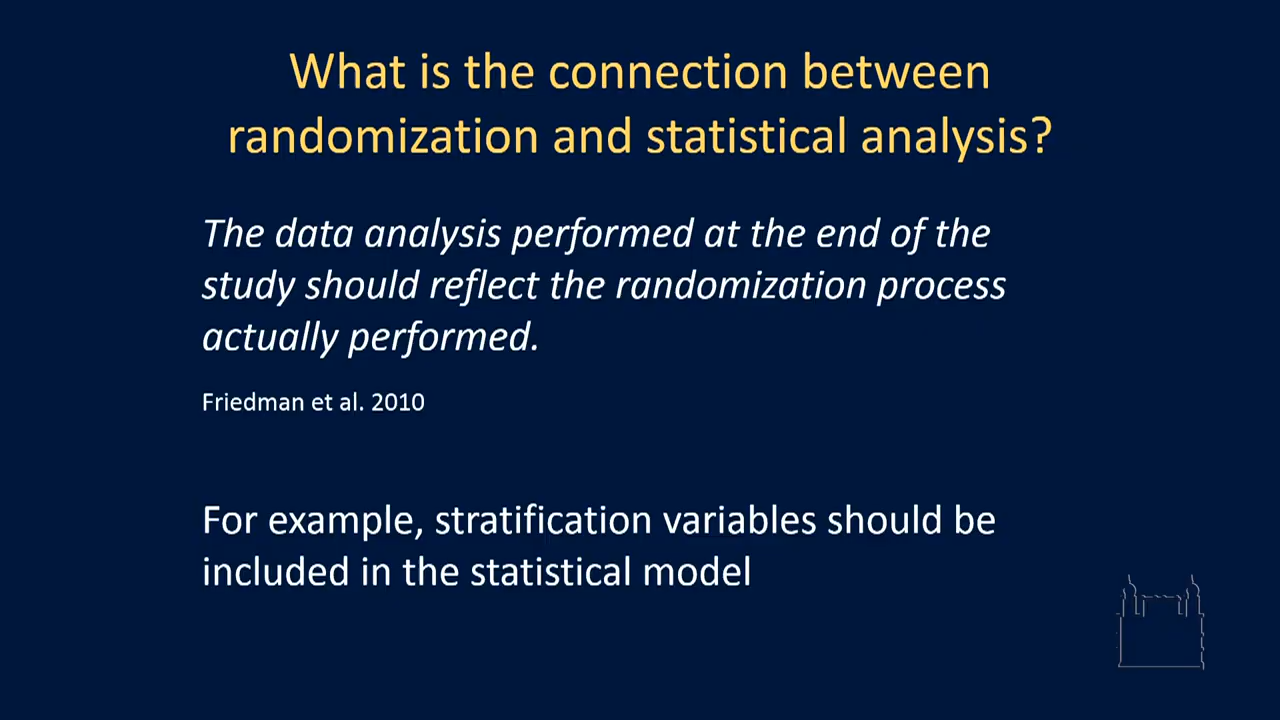 What is the connection between
randomization and statistical analysis?
The data analysis performed at the end of the
study should reflect the randomization process
actually performed.
Friedman et al. 2010
For example, stratification variables should be
included in the statistical model